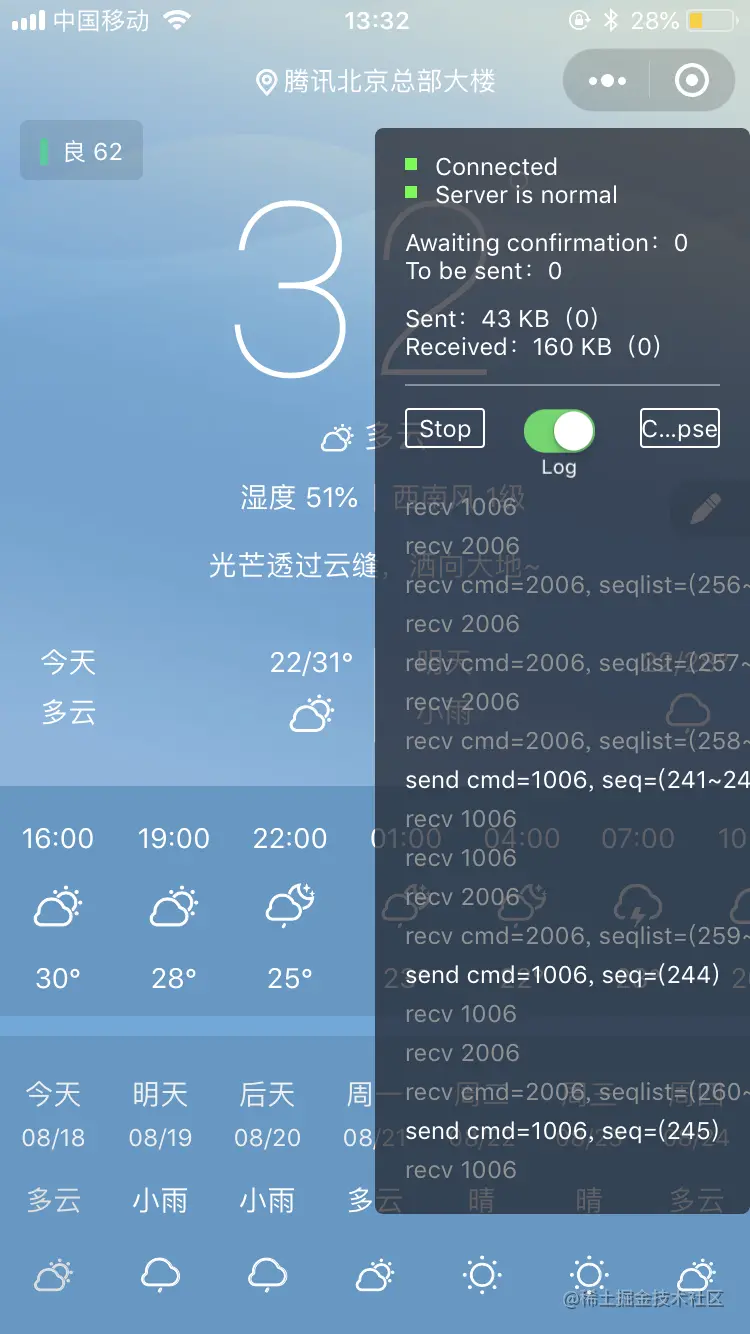 中国移动 13:32 28%
腾讯北京总部大楼
良 62
32°
多云
湿度 51% 西南风 1级
光芒透过云缝，洒向大地~
今天 22/31° 明天
多云 小雨
16:00 19:00 22:00 01:00 04:00 07:00 10
30° 28° 25° 23 22°
今天 明天 后天 周一 周二 周三 周四
08/18 08/19 08/20 08/21 08/22 08/23 08/24
多云 小雨 小雨 多云 晴 晴 多云
Connected
Server is normal
Awaiting confirmation：0
To be sent：0
Sent：43 KB（0）
Received：160 KB（0）
Stop C...pse
Log
recv 1006
recv 2006
recv cmd=2006, seqlist=(256~
recv 2006
recv cmd=2006, seqlist=(257~
recv 2006
recv cmd=2006, seqlist=(258~
send cmd=1006, seq=(241~24
recv 1006
recv 1006
recv 2006
recv cmd=2006, seqlist=(259~
send cmd=1006, seq=(244)
recv 1006
recv 2006
recv cmd=2006, seqlist=(260~
send cmd=1006, seq=(245)
recv 1006
@稀土掘金技术社区